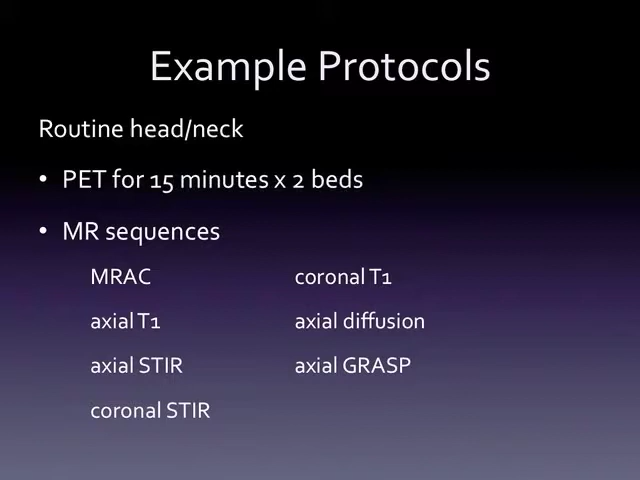 Example Protocols
Routine head/neck
• PET for 15 minutes x 2 beds
• MR sequences
MRAC coronal T1
axial T1 axial diffusion
axial STIR axial GRASP
coronal STIR